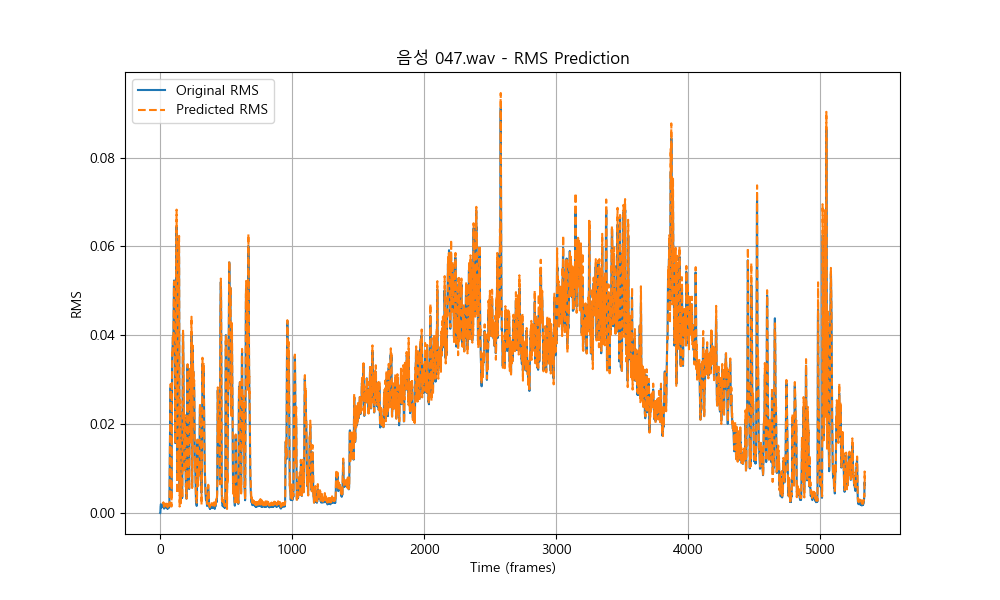 음성 047.wav - RMS Prediction
Original RMS
Predicted RMS
0.08
0.06
0.04
0.02
0.00
RMS
0 1000 2000 3000 4000 5000
Time (frames)